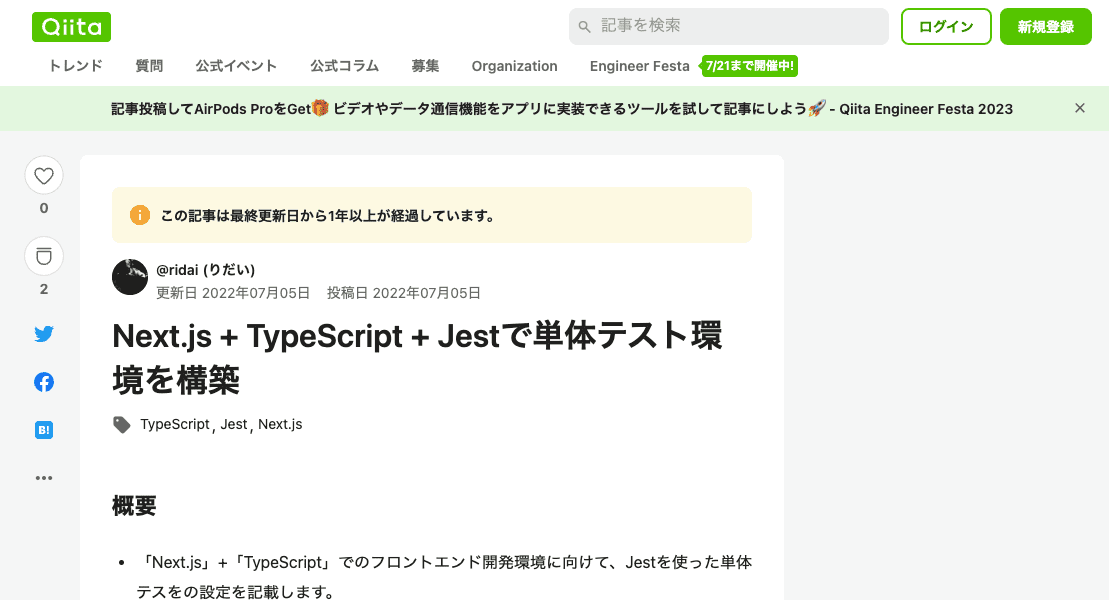 Qiita
記事を検索
ログイン
新規登録
トレンド 質問 公式イベント 公式コラム 募集 Organization Engineer Festa 7/21まで開催中!
記事投稿してAirPods ProをGet🎁 ビデオやデータ通信機能をアプリに実装できるツールを試して記事にしよう🚀 - Qiita Engineer Festa 2023
0
2
B!
この記事は最終更新日から1年以上が経過しています。
@ridai (りだい)
更新日 2022年07月05日 投稿日 2022年07月05日
Next.js + TypeScript + Jestで単体テスト環
境を構築
TypeScript, Jest, Next.js
概要
「Next.js」+「TypeScript」でのフロントエンド開発環境に向けて、Jestを使った単体
テスをの設定を記載します。